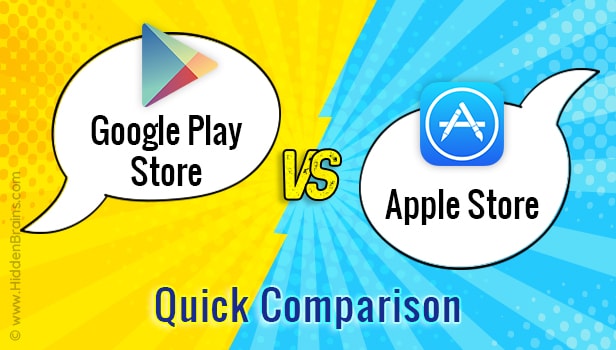 Google Play
Store
VS
Apple Store
Quick Comparison
© www.HiddenBrains.com